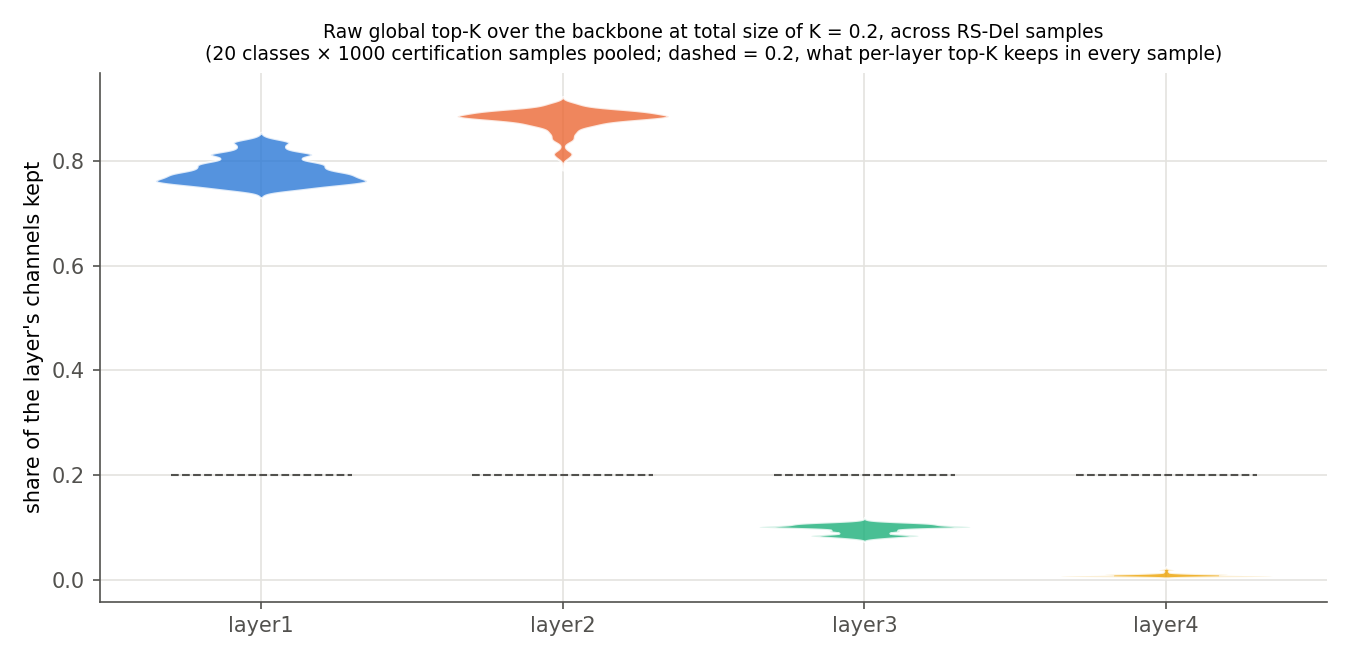 Raw global top-K over the backbone at total size of K = 0.2, across RS-Del samples
(20 classes × 1000 certification samples pooled; dashed = 0.2, what per-layer top-K keeps in every sample)
share of the layer's channels kept
0.8
0.6
0.4
0.2
0.0
layer1
layer2
layer3
layer4